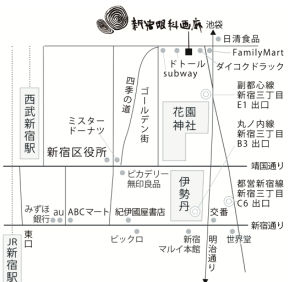 新宿眼科画廊
池袋
日清食品
FamilyMart
ドトール
ダイコクドラック
subway
副都心線
新宿三丁目
E1 出口
四季の道
ゴールデン街
花園
神社
西武新宿駅
ミスター
ドーナツ
丸ノ内線
新宿三丁目
B3 出口
新宿区役所
靖国通り
ピカデリー
無印良品
伊勢丹
都営新宿線
新宿三丁目
C6 出口
みずほ
銀行
au
ABCマート
紀伊國屋書店
交番
新宿通り
東口
ビックロ
新宿
マルイ本館
明治通り
世界堂
JR新宿駅